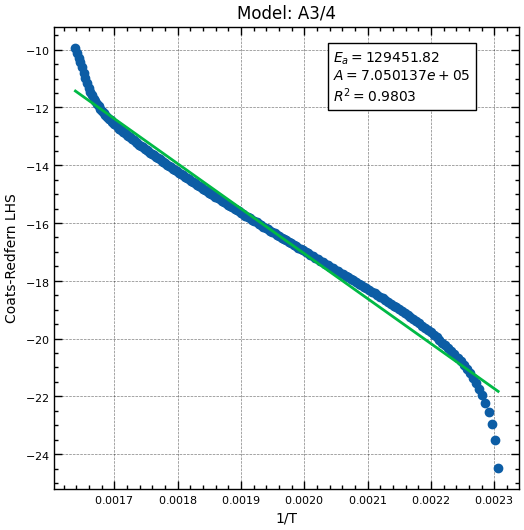 Model: A3/4
Coats-Redfern LHS
−10
−12
−14
−16
−18
−20
−22
−24
E_a = 129451.82
A = 7.050137e + 05
R^2 = 0.9803
0.0017 0.0018 0.0019 0.0020 0.0021 0.0022 0.0023
1/T